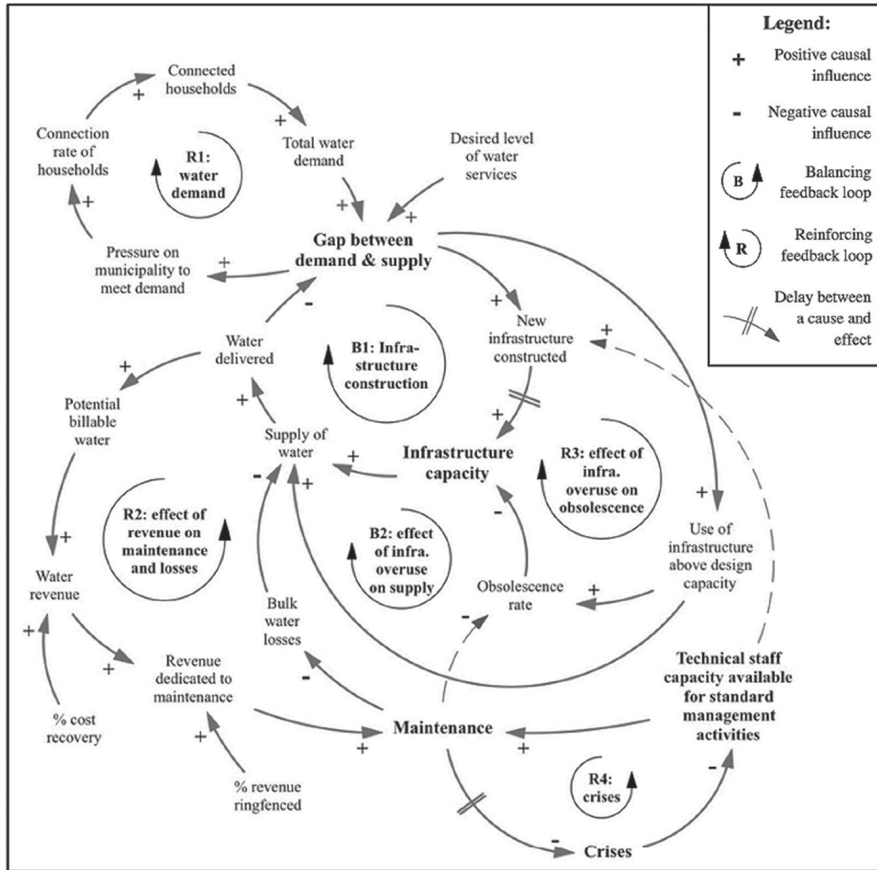 Legend:
+
Positive causal
influence
-
Negative causal
influence
B
Balancing
feedback loop
R
Reinforcing
feedback loop
Delay between
a cause and
effect
Connected
households
+
+
Connection
rate of
households
Total water
demand
Desired level
of water
services
R1:
water
demand
+
+
+
Gap between
demand & supply
Pressure on
municipality to
meet demand
+
-
+
New
infrastructure
constructed
+
Water
delivered
B1: Infra-
structure
construction
+
Potential
billable
water
+
+
Supply of
water
+
Infrastructure
capacity
R3: effect of
infra.
overuse on
obsolescence
-
+
-
+
R2: effect of
revenue on
maintenance
and losses
B2: effect
of infra.
overuse
on supply
Use of
infrastructure
above design
capacity
+
Water
revenue
Obsolescence
rate
+
-
Bulk
water
losses
+
+
Revenue
dedicated to
maintenance
-
Technical staff
capacity available
for standard
management
activities
% cost
recovery
+
+
Maintenance
+
% revenue
ringfenced
R4:
crises
-
-
Crises